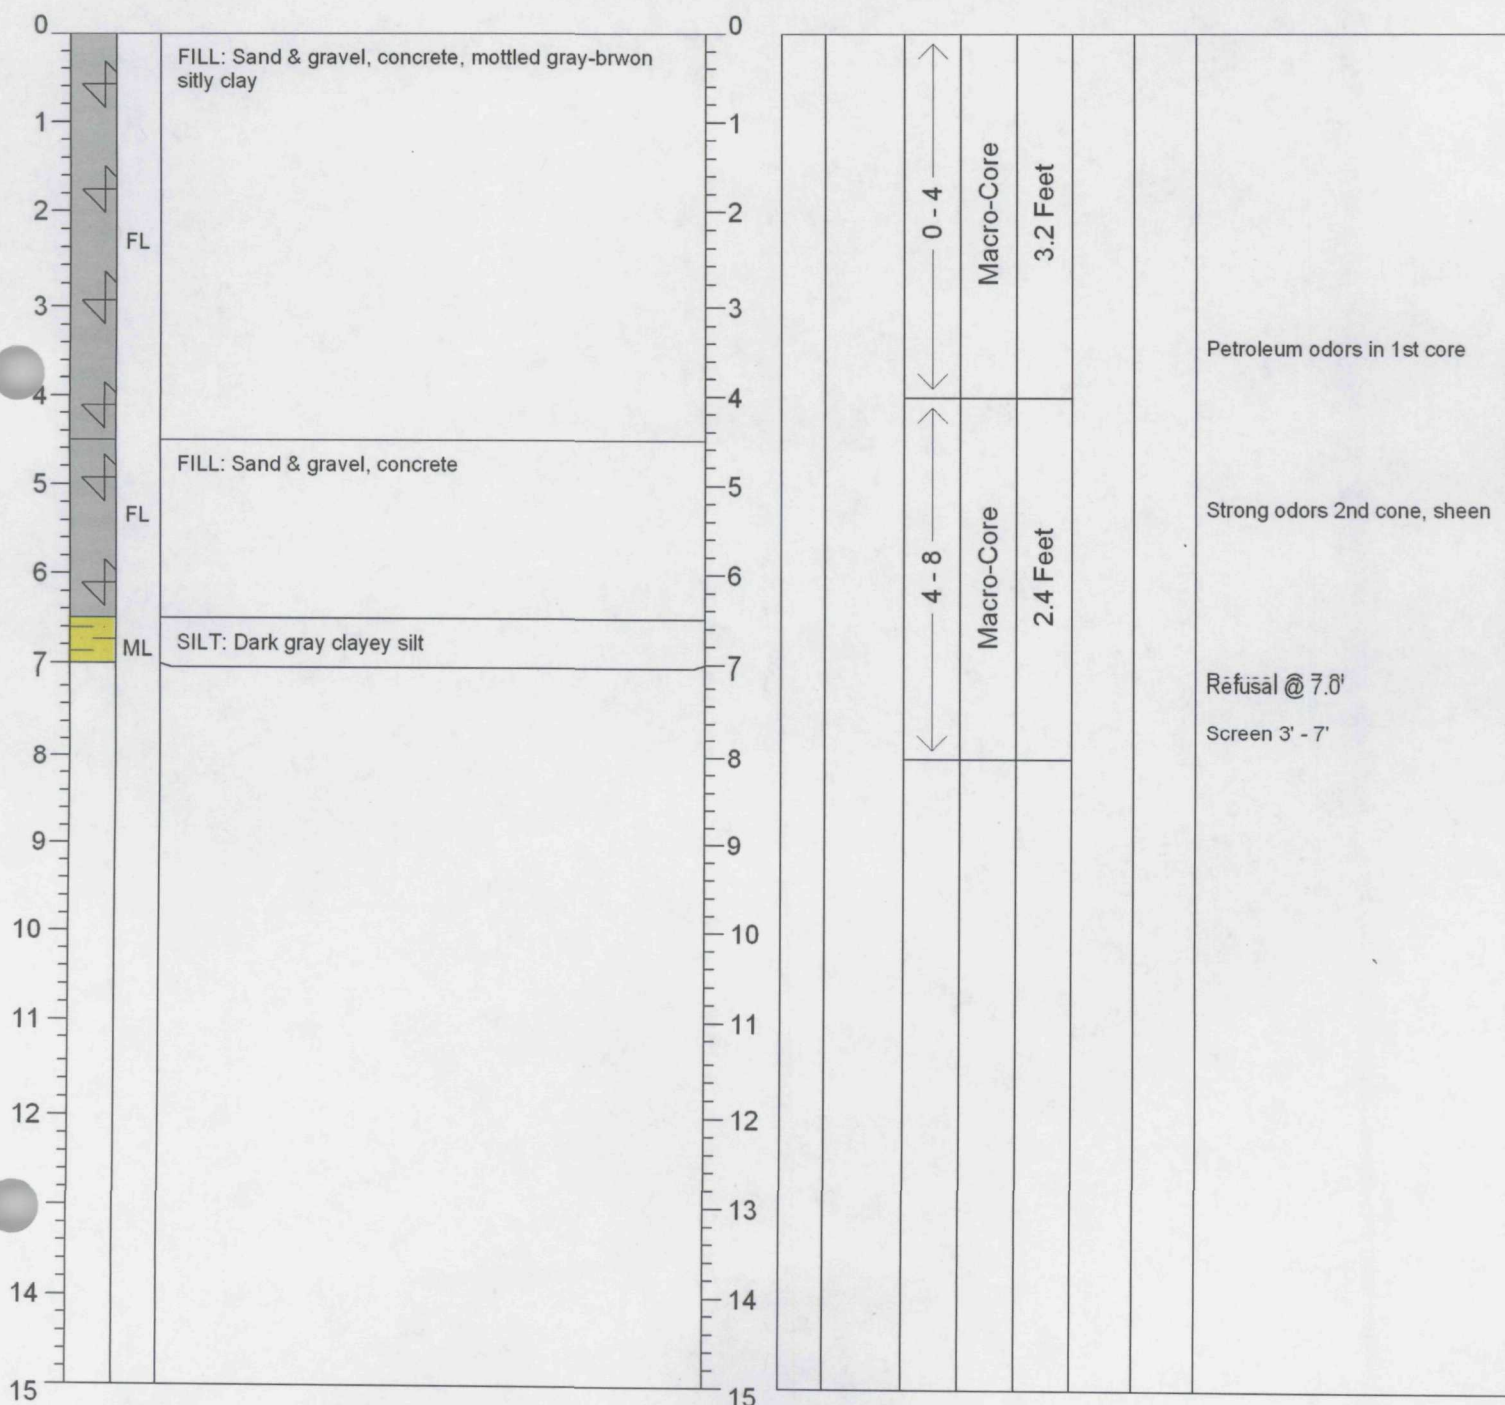 0
1
2
3
4
5
6
7
8
9
10
11
12
14
15
FL
FL
ML
FILL: Sand & gravel, concrete, mottled gray-brwon
sitly clay
FILL: Sand & gravel, concrete
SILT: Dark gray clayey silt
0
1
2
3
4
5
6
7
8
9
10
11
12
13
14
15
0 - 4
Macro-Core
3.2 Feet
4 - 8
Macro-Core
2.4 Feet
Petroleum odors in 1st core
Strong odors 2nd cone, sheen
Refusal @ 7.0'
Screen 3' - 7'